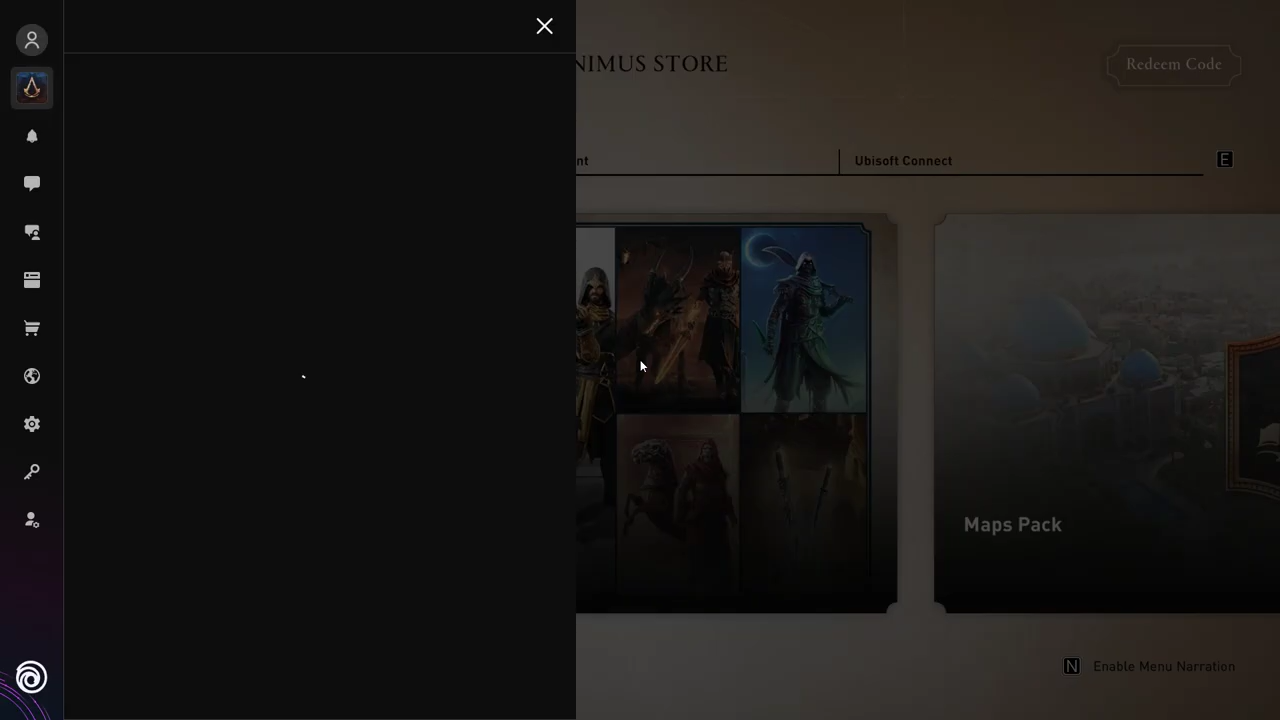 NIMUS STORE
Redeem Code
nt
Ubisoft Connect
E
Maps Pack
N
Enable Menu Narration